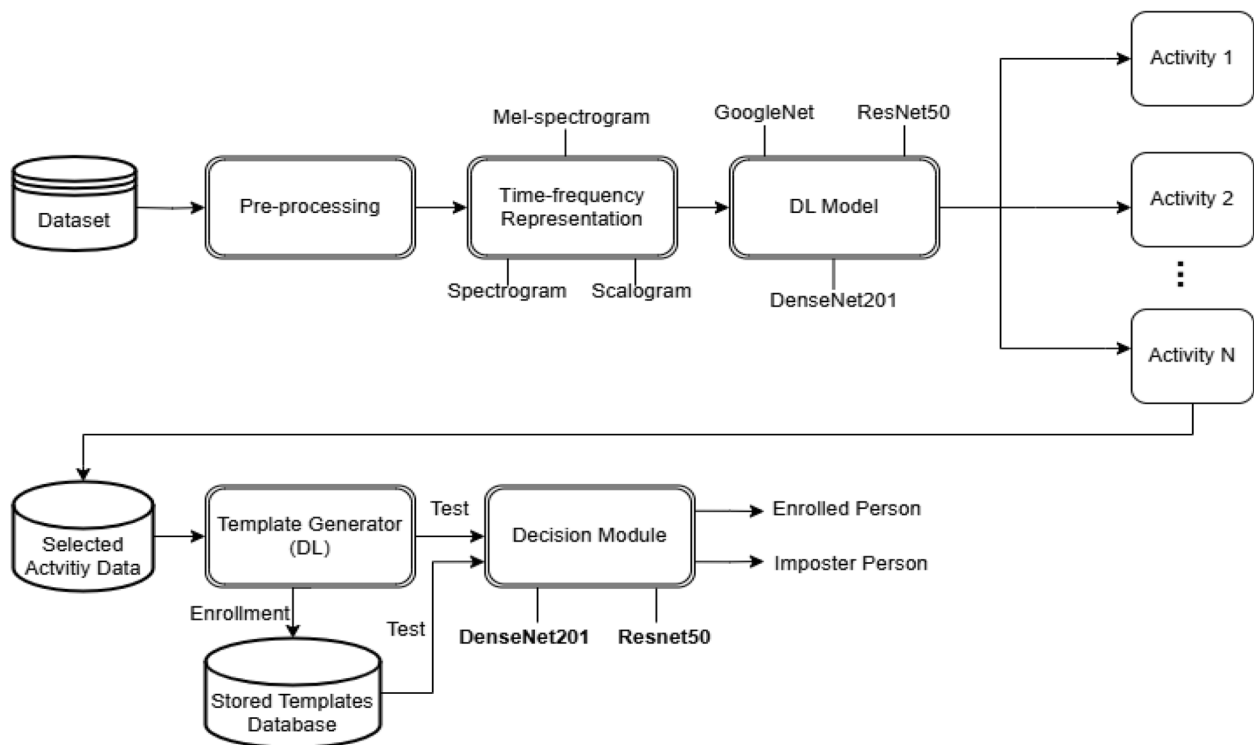 Activity 1
Mel-spectrogram
GoogleNet
ResNet50
Dataset
Pre-processing
Time-frequency
Representation
DL Model
Activity 2
Spectrogram
Scalogram
DenseNet201
Activity N
Selected
Actvitiy Data
Template Generator
(DL)
Test
Decision Module
Enrolled Person
Imposter Person
Enrollment
Test
DenseNet201
Resnet50
Stored Templates
Database